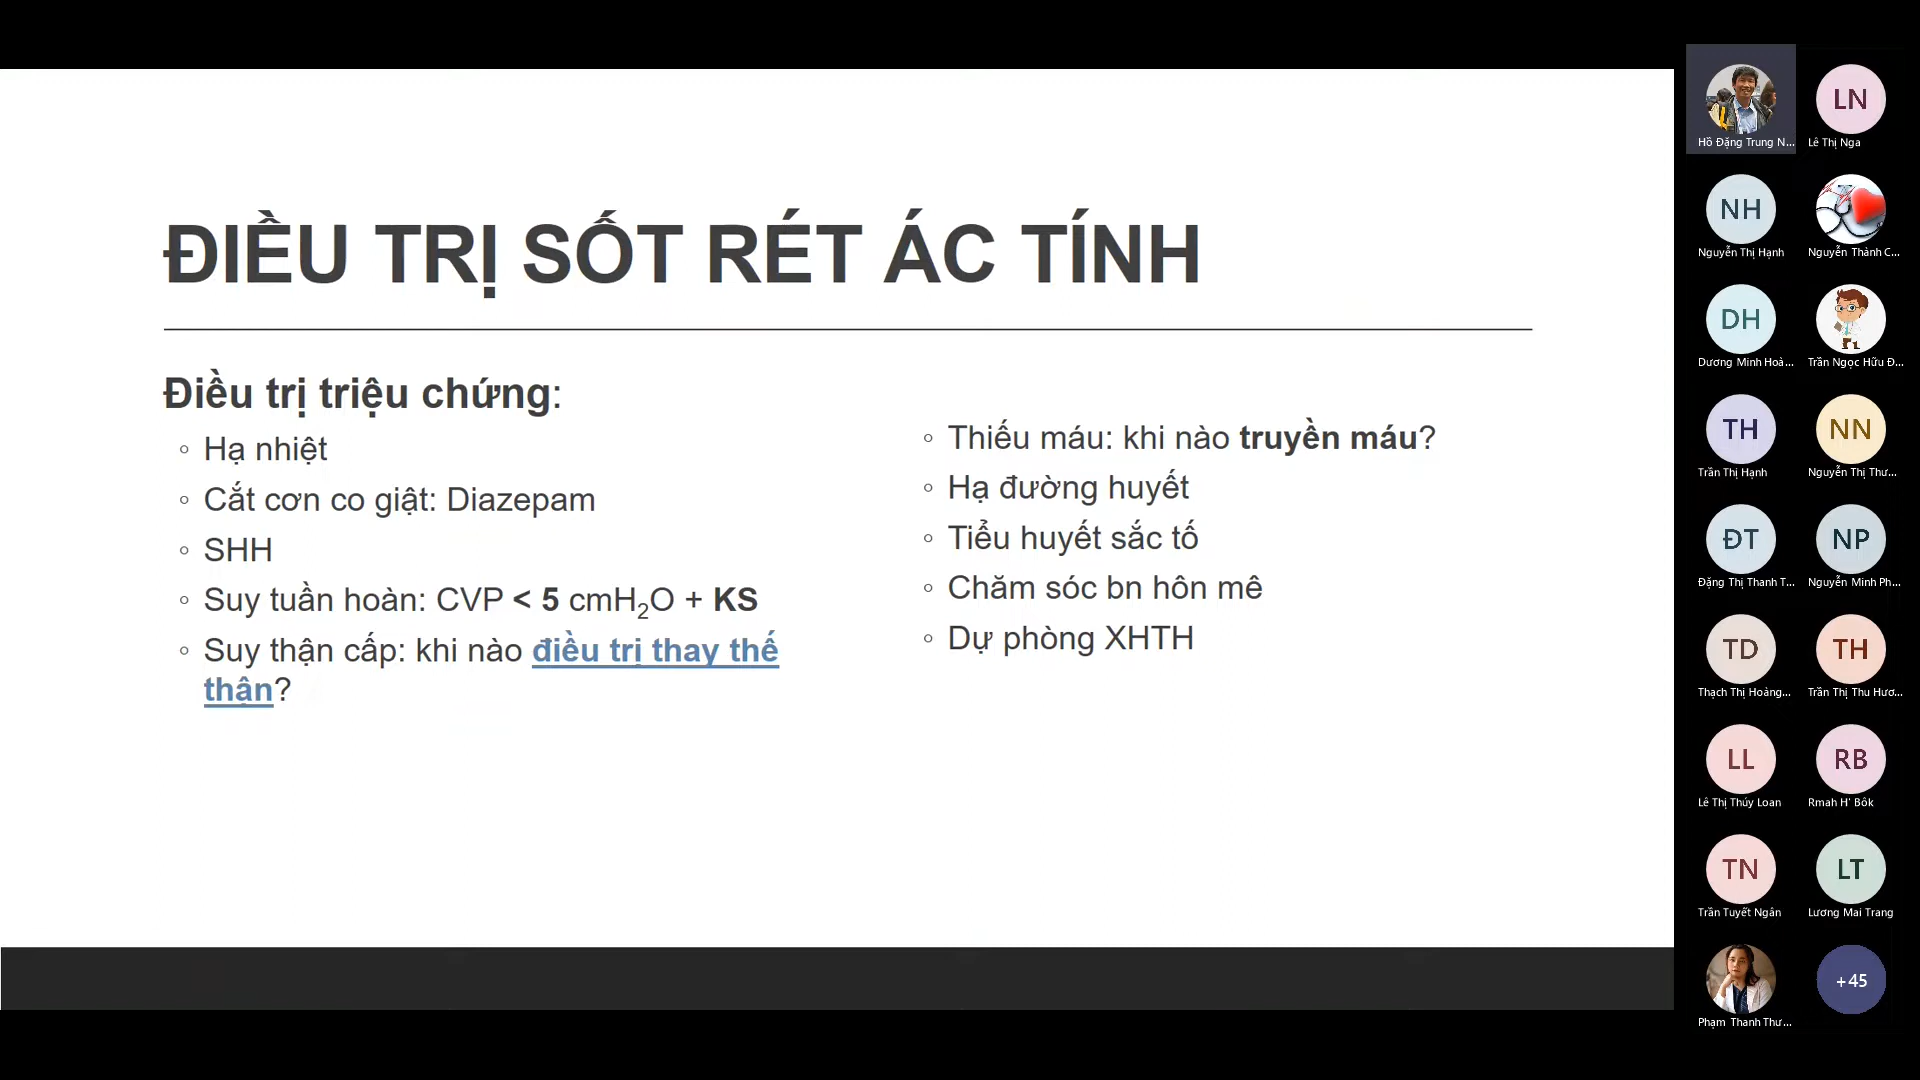 ĐIỀU TRỊ SỐT RÉT ÁC TÍNH
Điều trị triệu chứng:
◦ Hạ nhiệt
◦ Cắt cơn co giật: Diazepam
◦ SHH
◦ Suy tuần hoàn: CVP < 5 cmH₂O + KS
◦ Suy thận cấp: khi nào điều trị thay thế
thận?
◦ Thiếu máu: khi nào truyền máu?
◦ Hạ đường huyết
◦ Tiểu huyết sắc tố
◦ Chăm sóc bn hôn mê
◦ Dự phòng XHTH
Hồ Đặng Trung N...
LN
Lê Thị Nga
NH
Nguyễn Thị Hạnh
Nguyễn Thành C...
DH
Dương Minh Hoà...
Trần Ngọc Hữu Đ...
TH
Trần Thị Hạnh
NN
Nguyễn Thị Thư...
ĐT
Đặng Thị Thanh T...
NP
Nguyễn Minh Ph...
TD
Thạch Thị Hoàng...
TH
Trần Thị Thu Hươ...
LL
Lê Thị Thúy Loan
RB
Rmah H' Bôk
TN
Trần Tuyết Ngân
LT
Lương Mai Trang
Phạm Thanh Thư...
+45